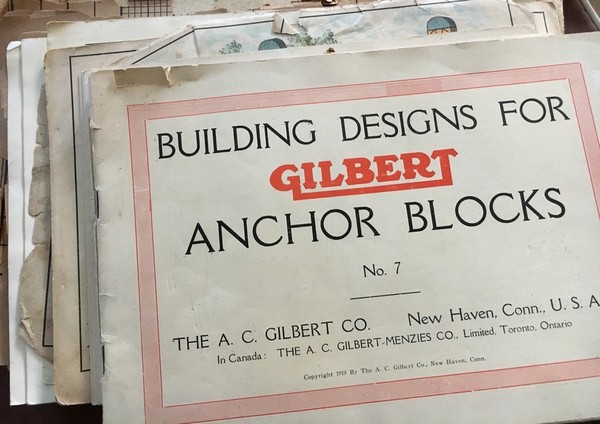 BUILDING DESIGNS FOR
GILBERT
ANCHOR BLOCKS
No. 7
THE A. C. GILBERT CO. New Haven, Conn., U. S. A
In Canada: THE A. C. GILBERT-MENZIES CO., Limited, Toronto, Ontario
Copyright 1919 By The A. C. Gilbert Co., New Haven, Conn.